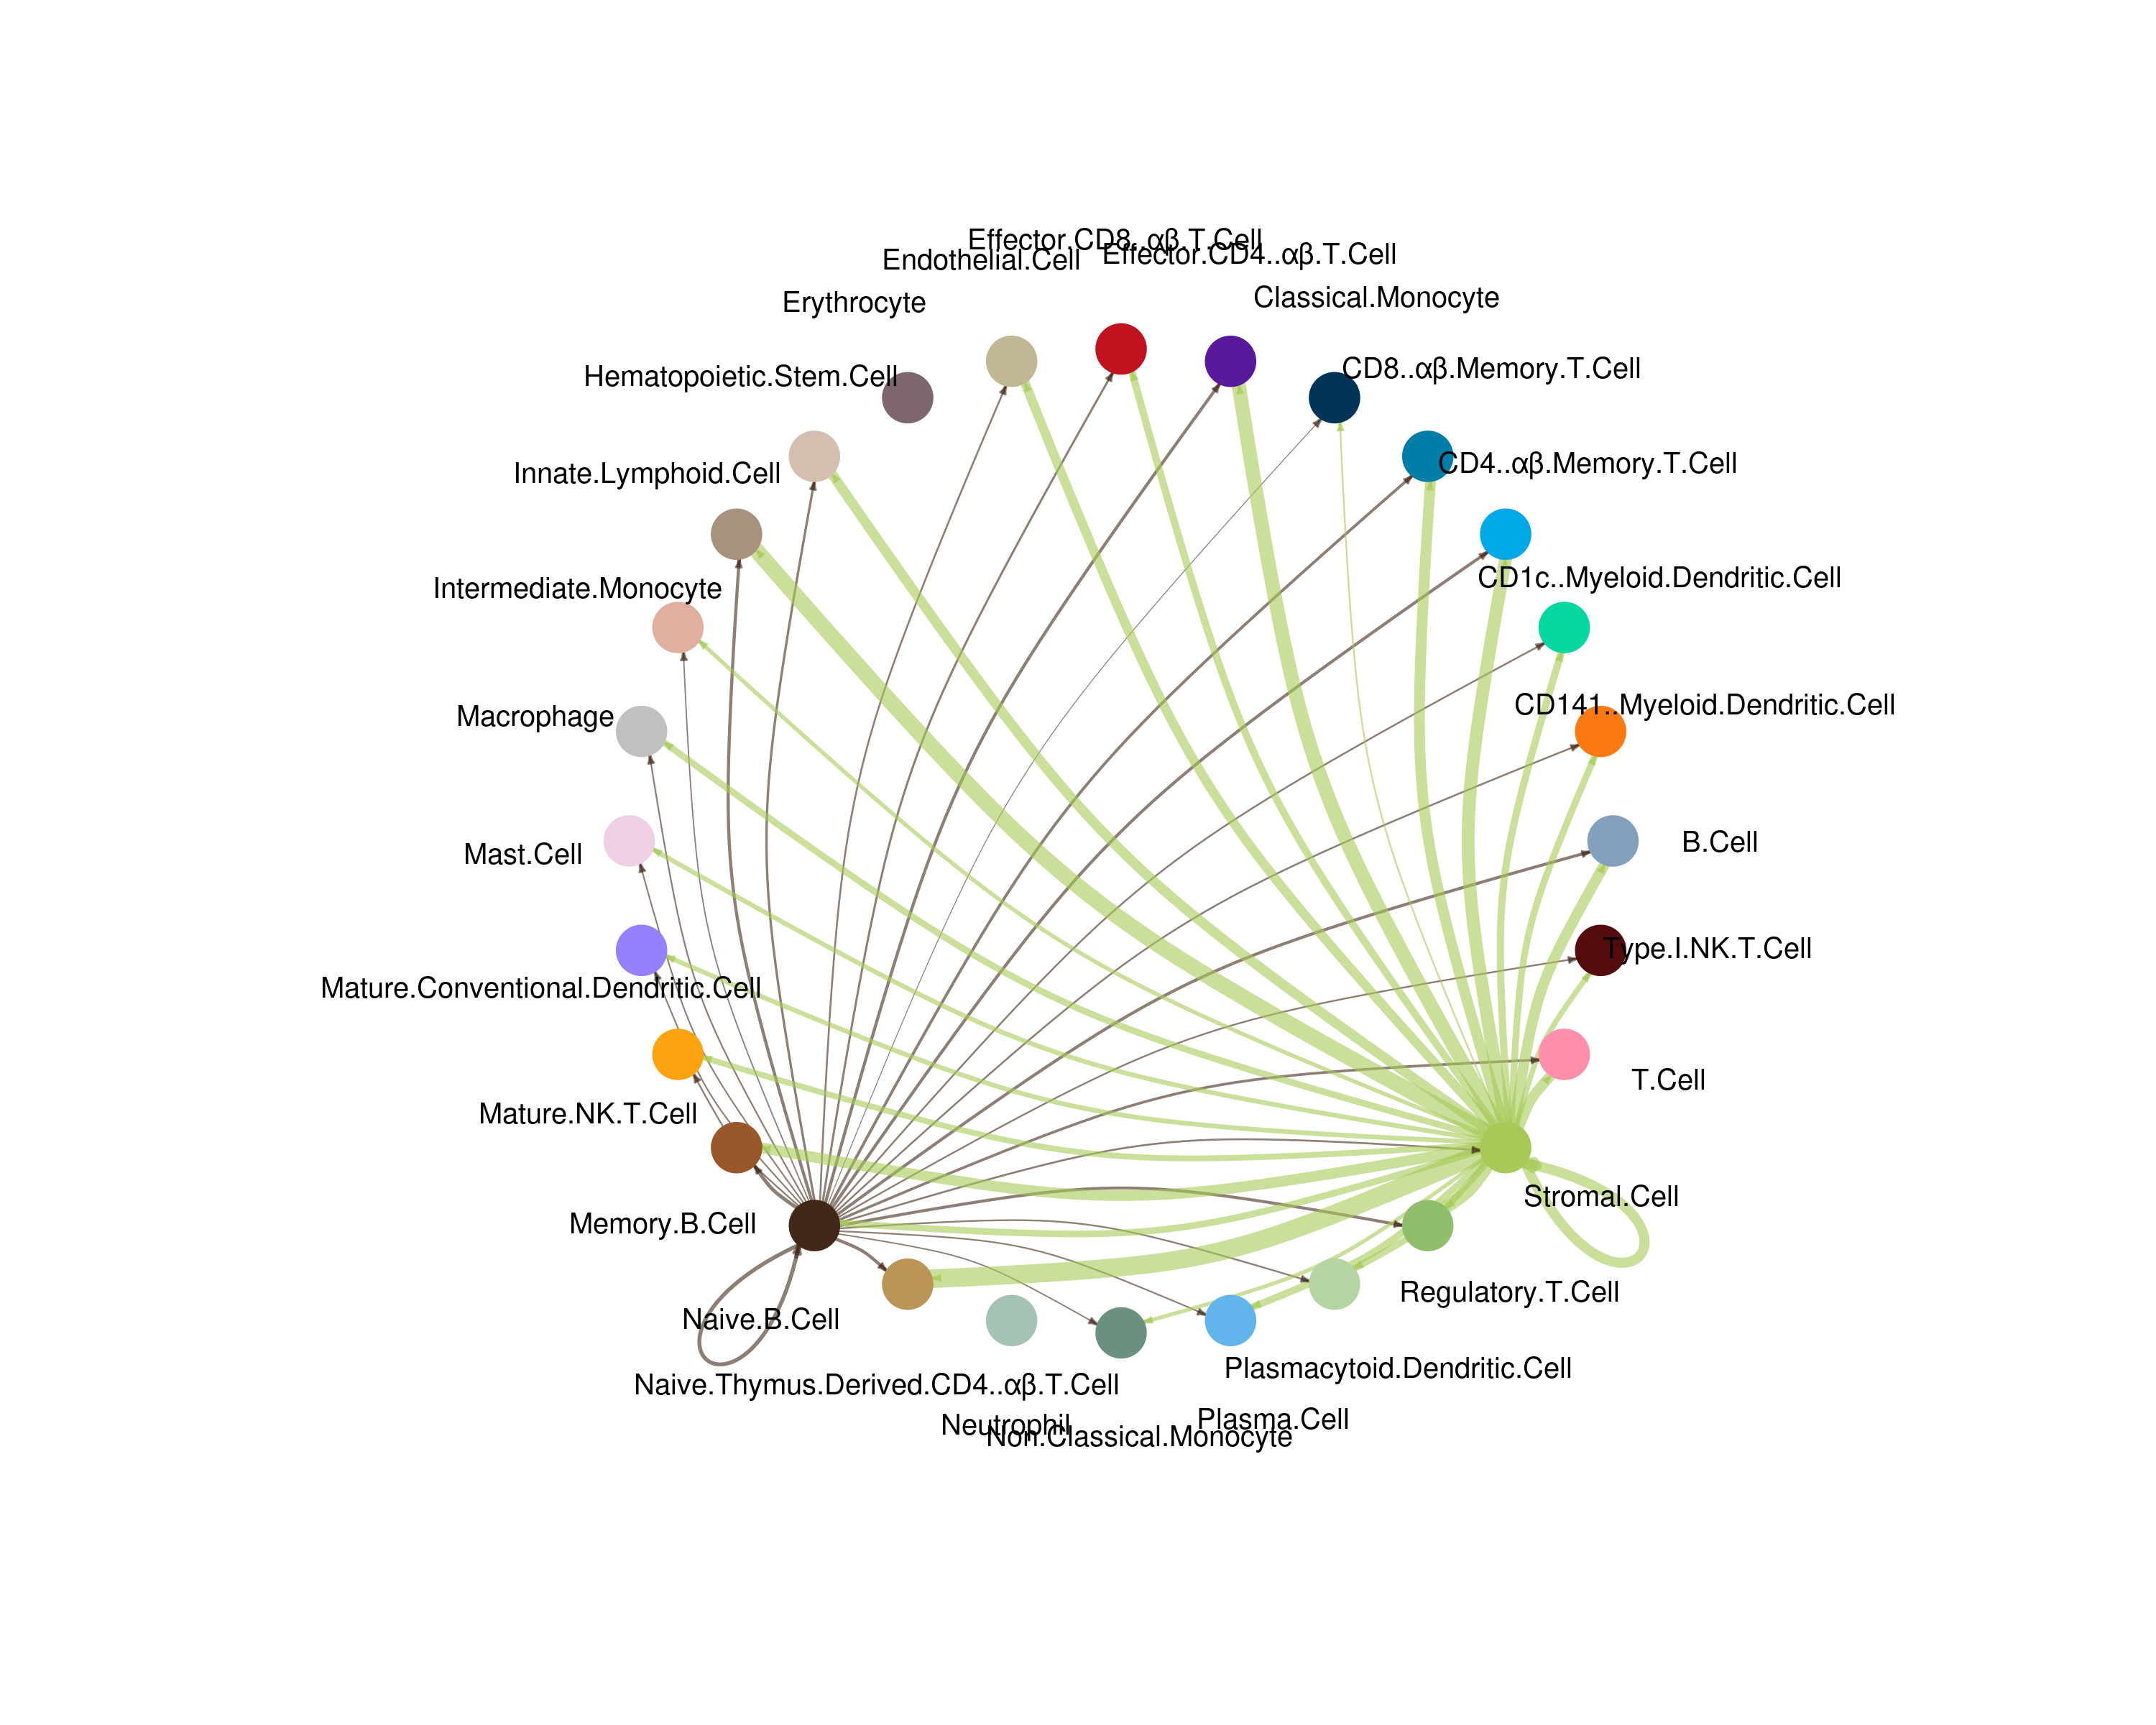 Effector.CD8..αβ.T.Cell
Effector.CD4..αβ.T.Cell
Endothelial.Cell
Classical.Monocyte
Erythrocyte
CD8..αβ.Memory.T.Cell
Hematopoietic.Stem.Cell
CD4..αβ.Memory.T.Cell
Innate.Lymphoid.Cell
CD1c..Myeloid.Dendritic.Cell
Intermediate.Monocyte
CD141..Myeloid.Dendritic.Cell
Macrophage
B.Cell
Mast.Cell
Type.I.NK.T.Cell
Mature.Conventional.Dendritic.Cell
T.Cell
Mature.NK.T.Cell
Stromal.Cell
Memory.B.Cell
Regulatory.T.Cell
Naive.B.Cell
Plasmacytoid.Dendritic.Cell
Naive.Thymus.Derived.CD4..αβ.T.Cell
Plasma.Cell
Neutrophil
Non.Classical.Monocyte